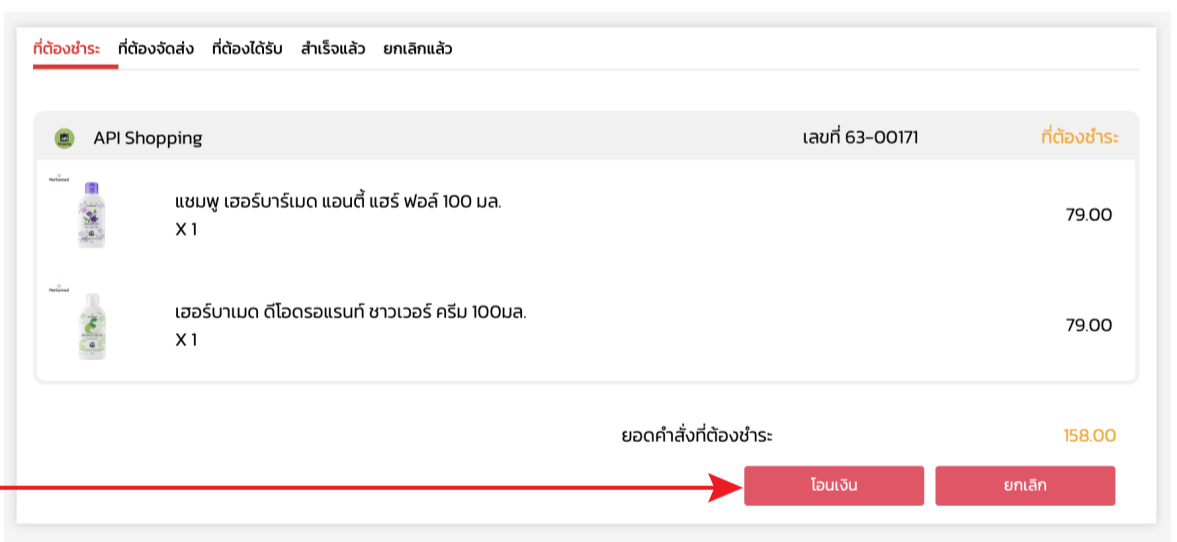 ที่ต้องชำระ ที่ต้องจัดส่ง ที่ต้องได้รับ สำเร็จแล้ว ยกเลิกแล้ว
API Shopping เลขที่ 63-00171 ที่ต้องชำระ
แชมพู เฮอร์บาร์เมด แอนตี้ แฮร์ ฟอล์ 100 มล.
X 1
79.00
เฮอร์บาเมด ดีโอดรอแรนท์ ชาวเวอร์ ครีม 100มล.
X 1
79.00
ยอดคำสั่งที่ต้องชำระ 158.00
โอนเงิน ยกเลิก